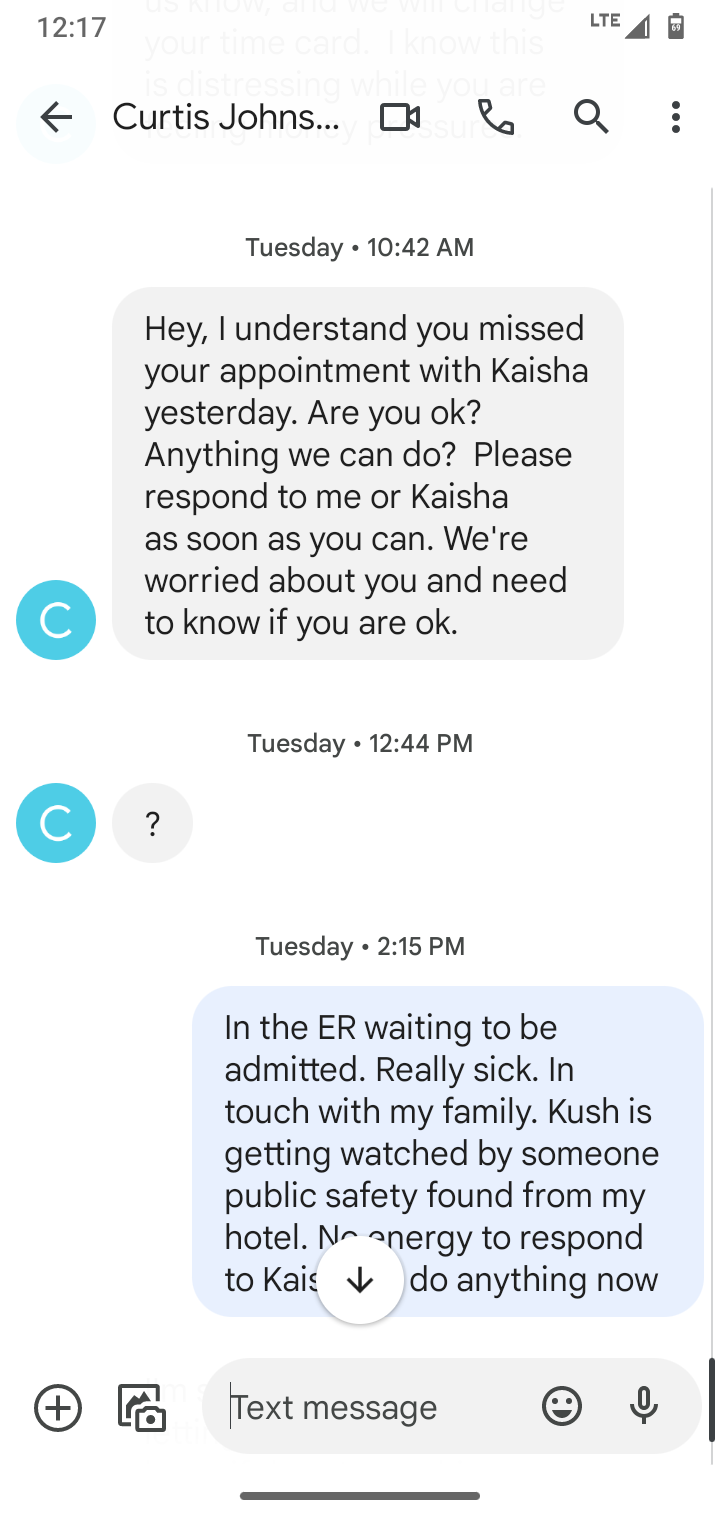 12:17
LTE
69
us know, and we will change
your time card.  I know this
is distressing while you are
feeling money pressure.
Curtis Johns...
Tuesday • 10:42 AM
Hey, I understand you missed
your appointment with Kaisha
yesterday. Are you ok?
Anything we can do?  Please
respond to me or Kaisha
as soon as you can. We're
worried about you and need
to know if you are ok.
C
Tuesday • 12:44 PM
C
?
Tuesday • 2:15 PM
In the ER waiting to be
admitted. Really sick. In
touch with my family. Kush is
getting watched by someone
public safety found from my
hotel. No energy to respond
to Kais do anything now
Text message